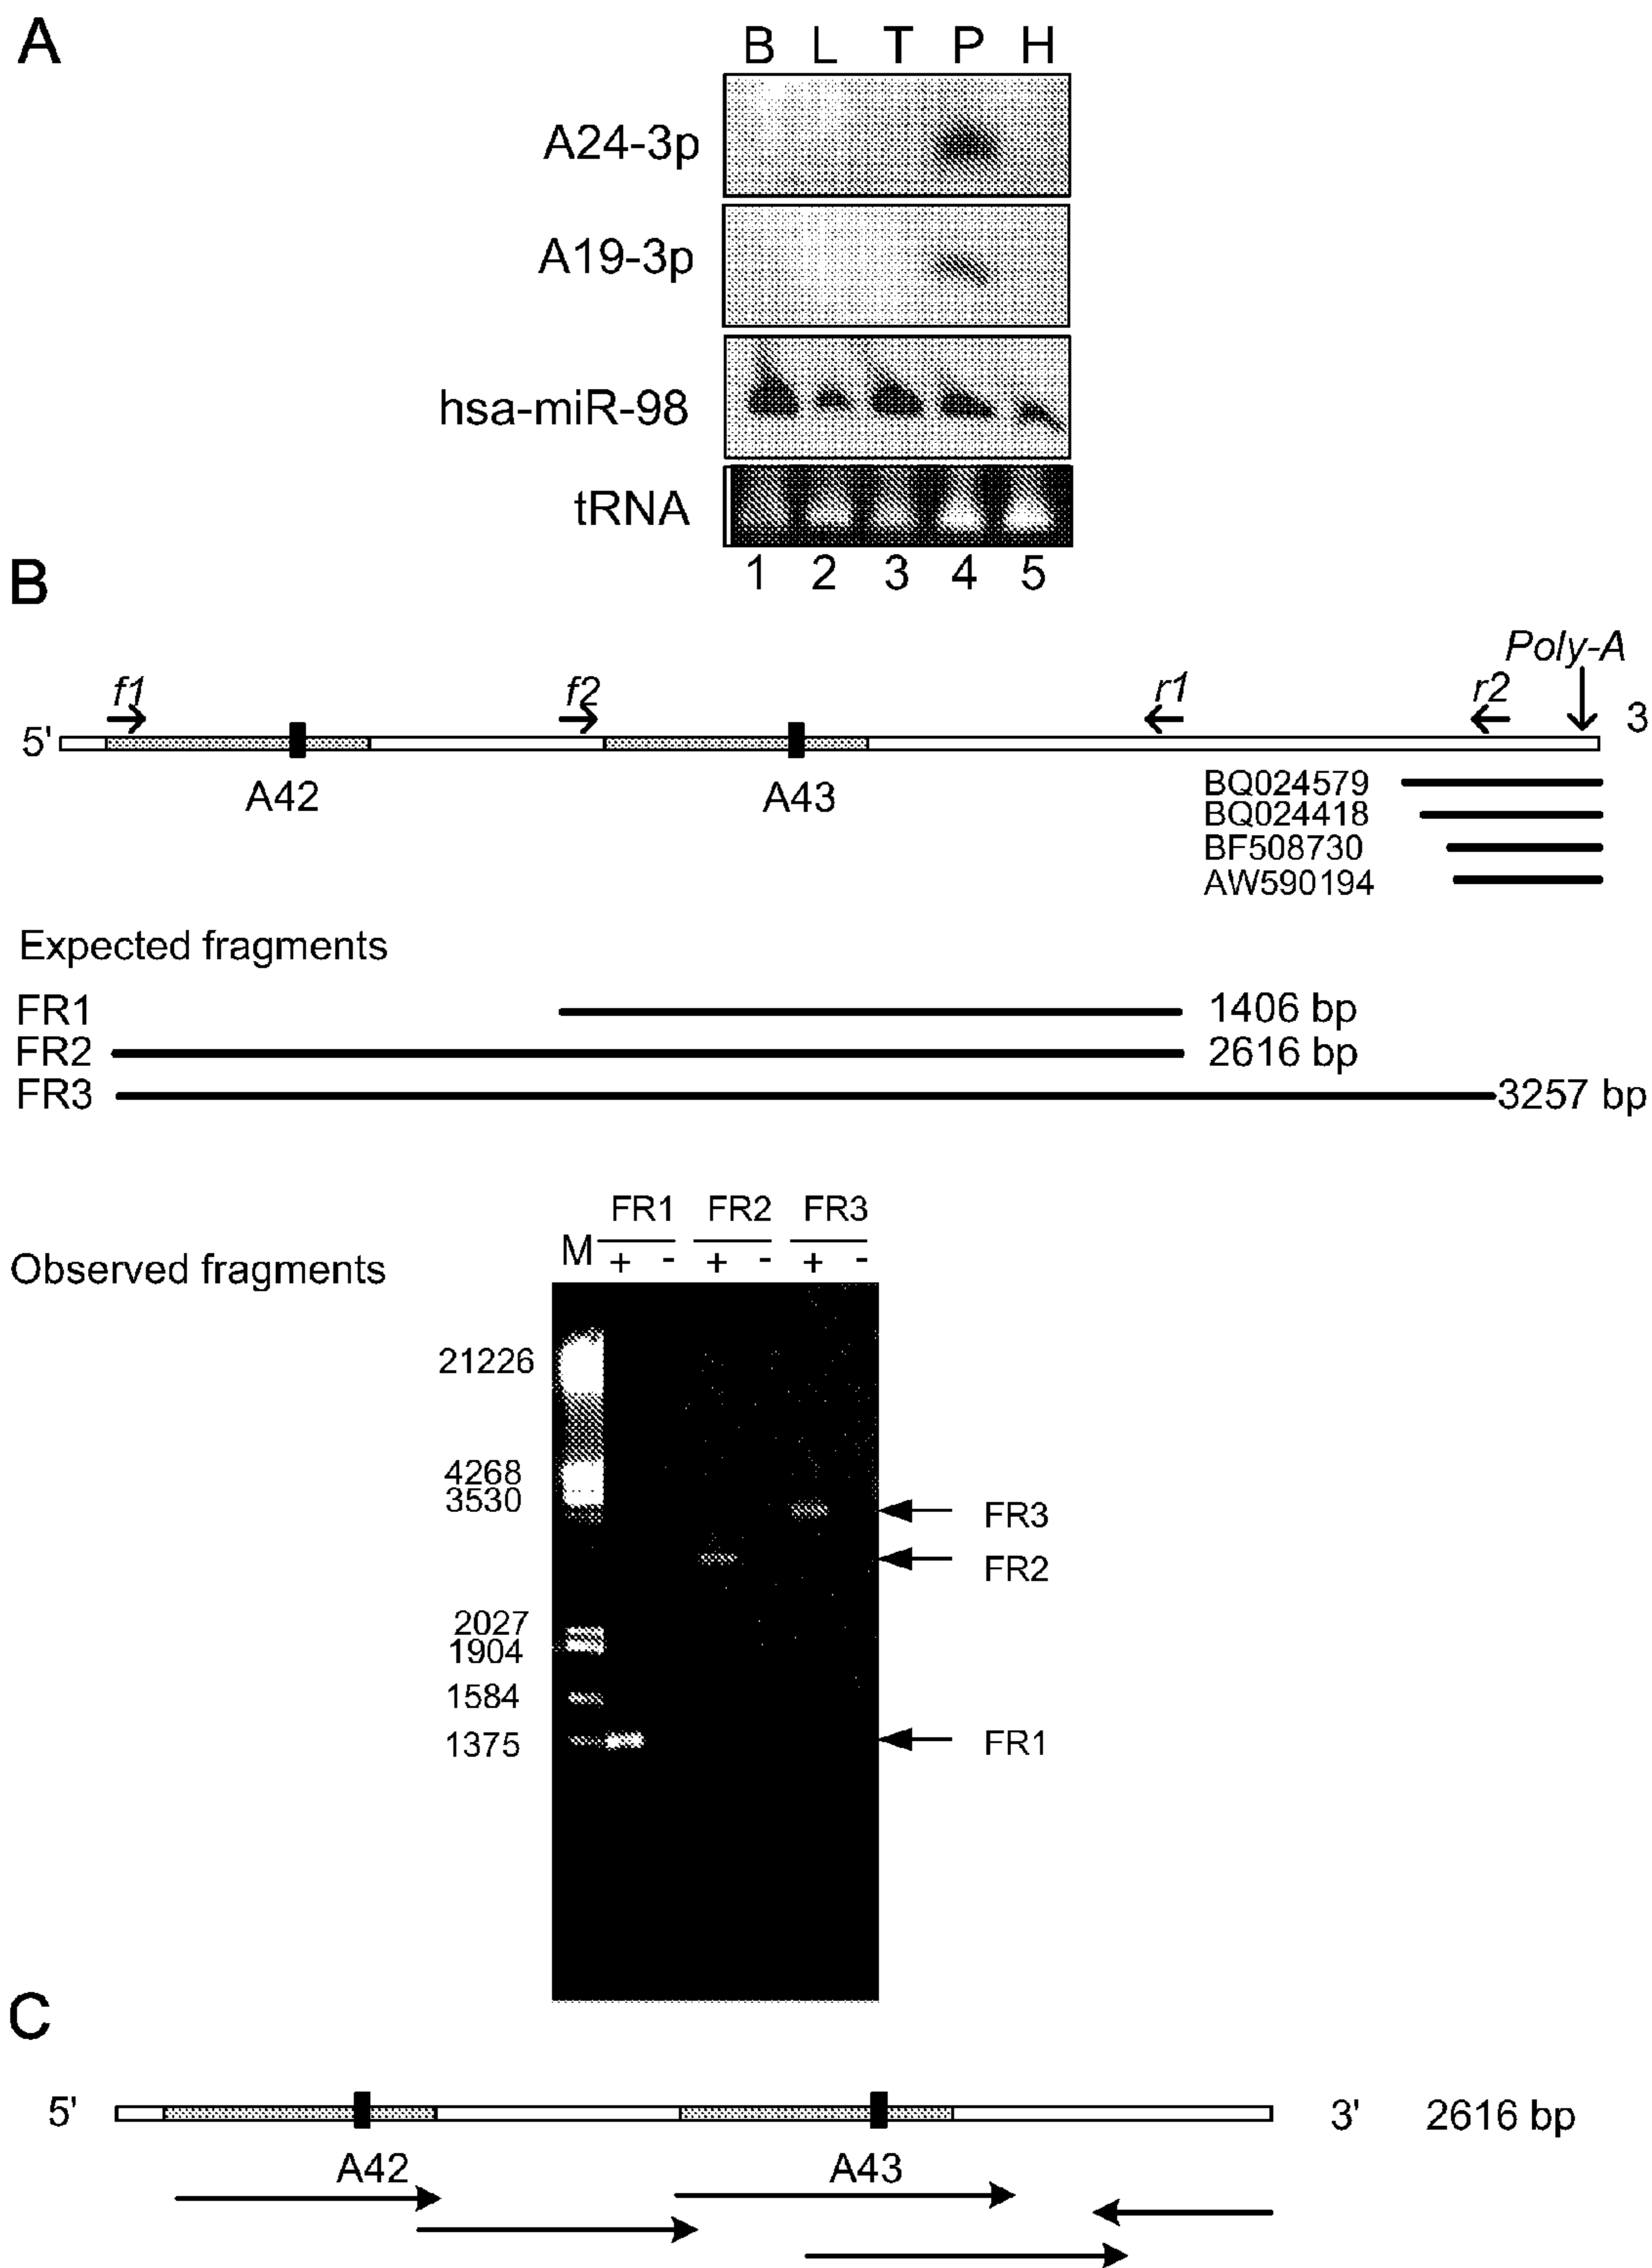 A
B L T P H
A24-3p
A19-3p
hsa-miR-98
tRNA
1 2 3 4 5
B
Poly-A
f1 f2 r1 r2
5' 3
A42 A43
BQ024579
BQ024418
BF508730
AW590194
Expected fragments
FR1 1406 bp
FR2 2616 bp
FR3 3257 bp
FR1 FR2 FR3
M + - + - + -
Observed fragments
21226
4268
3530
FR3
FR2
2027
1904
1584
1375 FR1
C
5' 3' 2616 bp
A42 A43